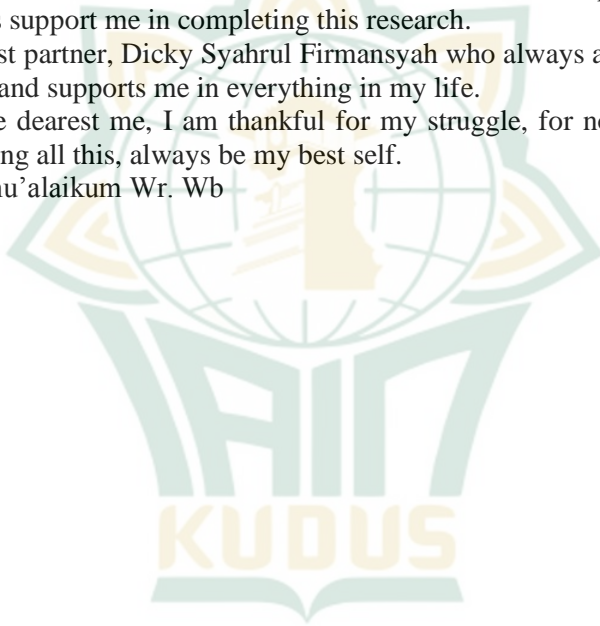 s support me in completing this research.
st partner, Dicky Syahrul Firmansyah who always a
and supports me in everything in my life.
e dearest me, I am thankful for my struggle, for no
ng all this, always be my best self.
nu’alaikum Wr. Wb
IAIN
KUDUS